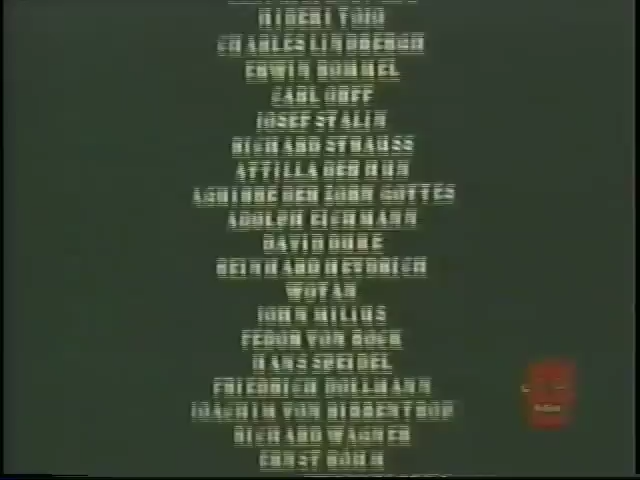 CHARLES LINDBERGH
ERWIN ROMMEL
CARL ORFF
JOSEF STALIN
RICHARD STRAUSS
ATTILLA DER HUN
AGUIRRE DER ZORN GOTTES
ADOLPH EICHMANN
DAVID DUKE
REINHARD HEYDRICH
WOTAN
JOHN MILIUS
FEDOR VON BOCK
HANS SPEIDEL
FRIEDRICH DOLLMANN
JOACHIM VON RIBBENTROP
RICHARD WAGNER
ERNST RÖHM